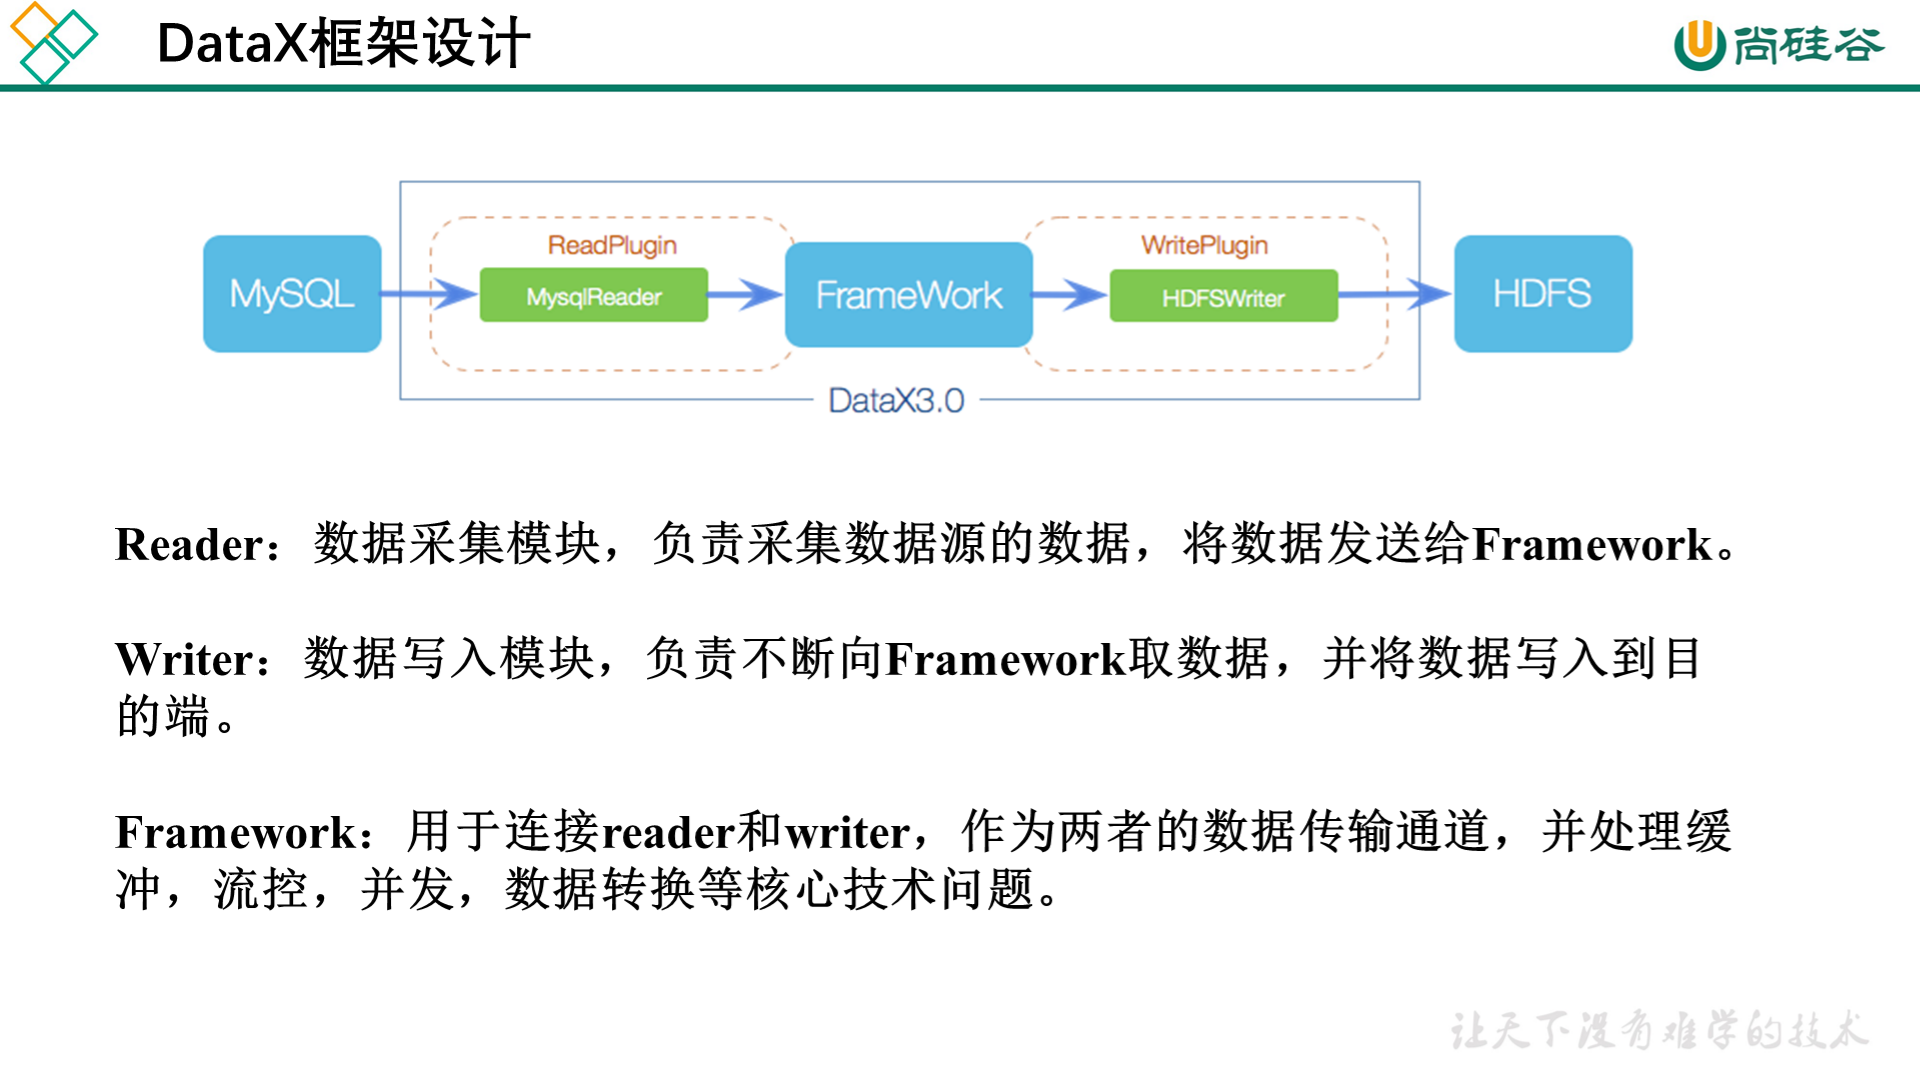 DataX框架设计
尚硅谷
ReadPlugin
WritePlugin
MySQL
MysqlReader
FrameWork
HDFSWriter
HDFS
DataX3.0
Reader：数据采集模块，负责采集数据源的数据，将数据发送给Framework。
Writer：数据写入模块，负责不断向Framework取数据，并将数据写入到目
的端。
Framework：用于连接reader和writer，作为两者的数据传输通道，并处理缓
冲，流控，并发，数据转换等核心技术问题。
让天下没有难学的技术